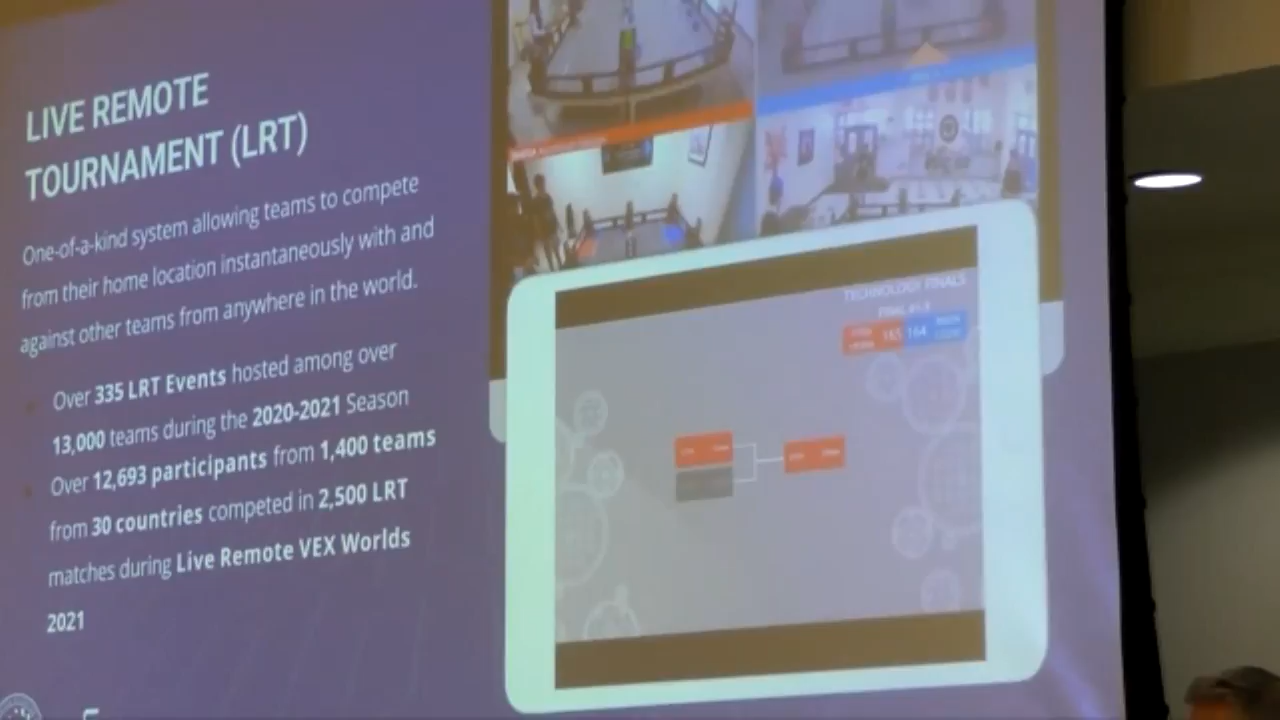 LIVE REMOTE
TOURNAMENT (LRT)
One-of-a-kind system allowing teams to compete
from their home location instantaneously with and
against other teams from anywhere in the world.
Over 335 LRT Events hosted among over
13,000 teams during the 2020-2021 Season
Over 12,693 participants from 1,400 teams
from 30 countries competed in 2,500 LRT
matches during Live Remote VEX Worlds
2021
TECHNOLOGY FINALS
165 164